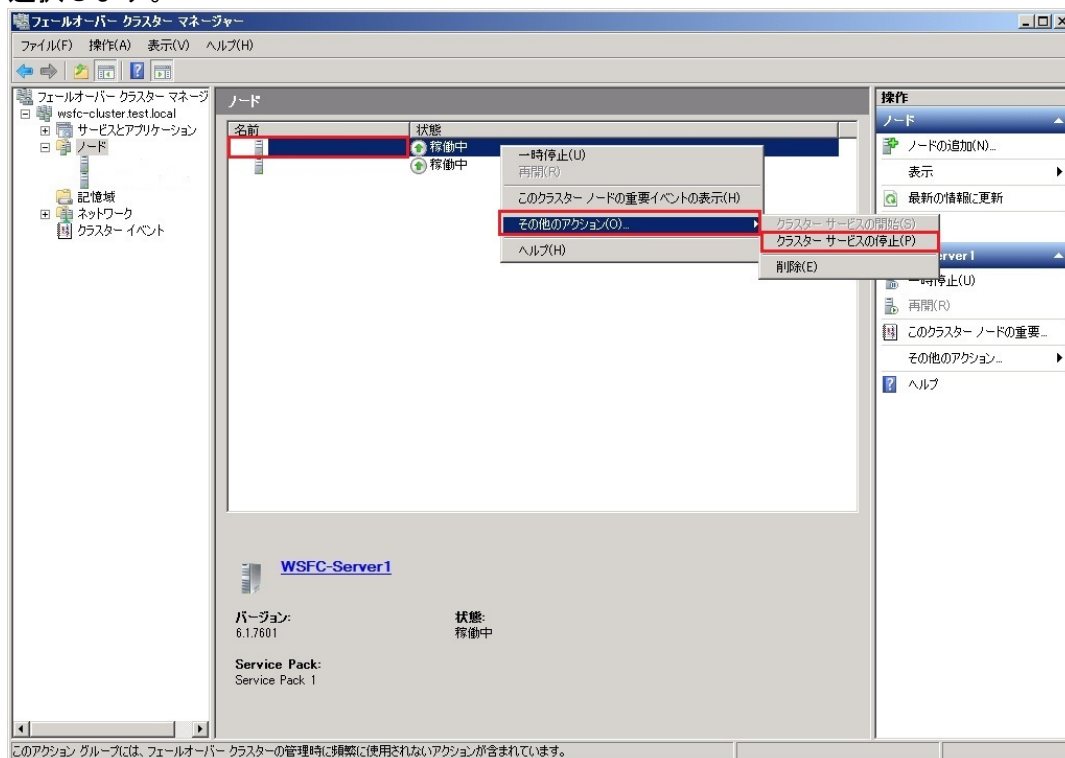 選択します。
フェールオーバー クラスター マネージャー
ファイル(F) 操作(A) 表示(V) ヘルプ(H)
フェールオーバー クラスター マネージ
wsfc-cluster.test.local
サービスとアプリケーション
ノード
記憶域
ネットワーク
クラスター イベント
ノード
名前 状態
稼働中
稼働中
一時停止(U)
再開(R)
このクラスター ノードの重要イベントの表示(H)
その他のアクション(O)...
ヘルプ(H)
クラスター サービスの開始(S)
クラスター サービスの停止(P)
削除(E)
WSFC-Server1
バージョン: 状態:
6.1.7601 稼働中
Service Pack:
Service Pack 1
操作
ノード
ノードの追加(N)...
表示
最新の情報に更新
erver1
一時停止(U)
再開(R)
このクラスター ノードの重要...
その他のアクション...
ヘルプ
このアクション グループには、フェールオーバー クラスターの管理時に頻繁に使用されないアクションが含まれています。